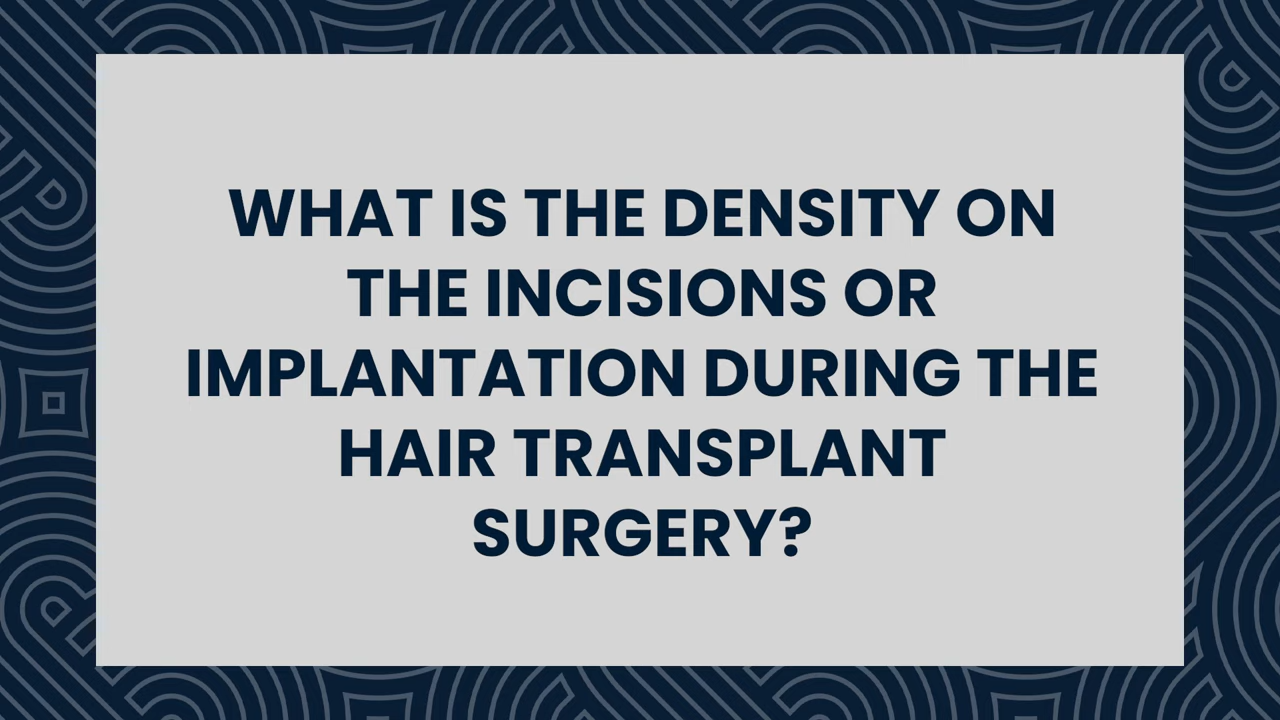 WHAT IS THE DENSITY ON
THE INCISIONS OR
IMPLANTATION DURING THE
HAIR TRANSPLANT
SURGERY?